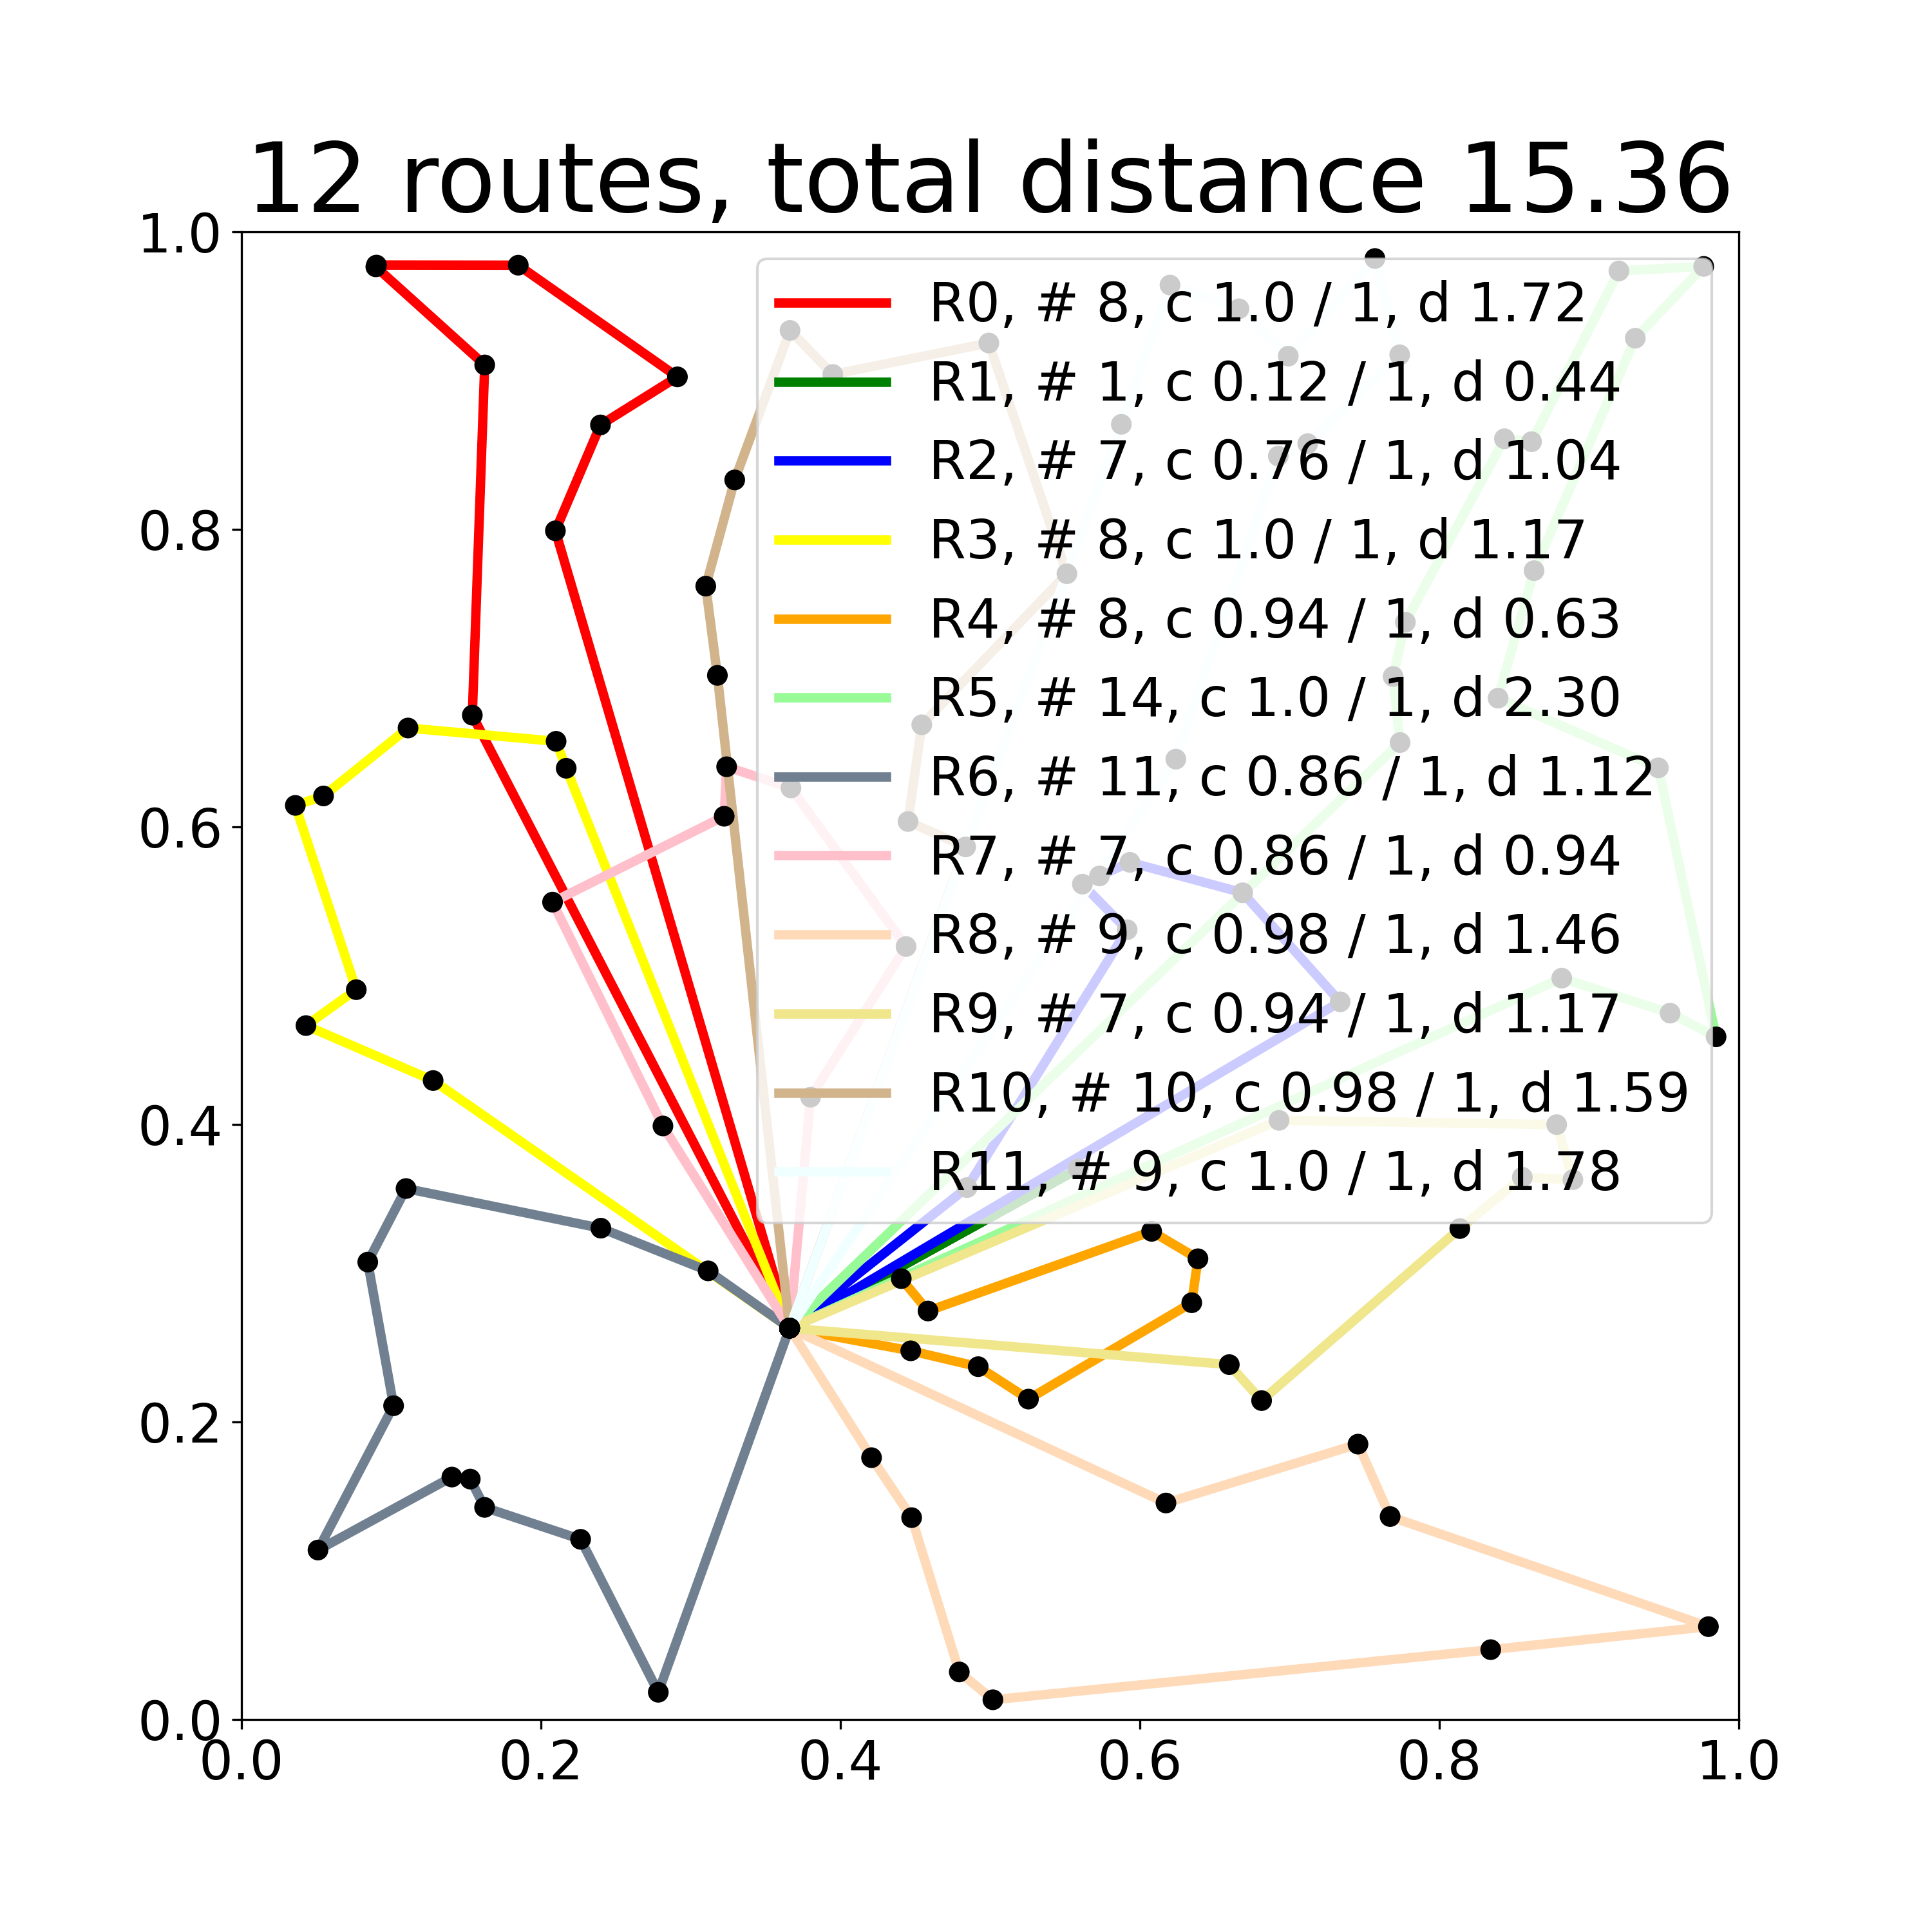 12 routes, total distance 15.36
1.0
0.8
0.6
0.4
0.2
0.0
0.0 0.2 0.4 0.6 0.8 1.0
R0, # 8, c 1.0 / 1, d 1.72
R1, # 1, c 0.12 / 1, d 0.44
R2, # 7, c 0.76 / 1, d 1.04
R3, # 8, c 1.0 / 1, d 1.17
R4, # 8, c 0.94 / 1, d 0.63
R5, # 14, c 1.0 / 1, d 2.30
R6, # 11, c 0.86 / 1, d 1.12
R7, # 7, c 0.86 / 1, d 0.94
R8, # 9, c 0.98 / 1, d 1.46
R9, # 7, c 0.94 / 1, d 1.17
R10, # 10, c 0.98 / 1, d 1.59
R11, # 9, c 1.0 / 1, d 1.78